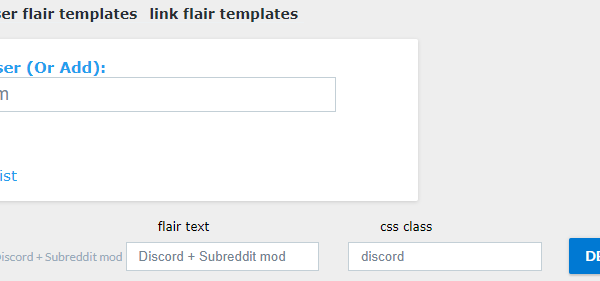 ser flair templates link flair templates
ser (Or Add):
m
ist
flair text css class
iscord + Subreddit mod Discord + Subreddit mod discord DE